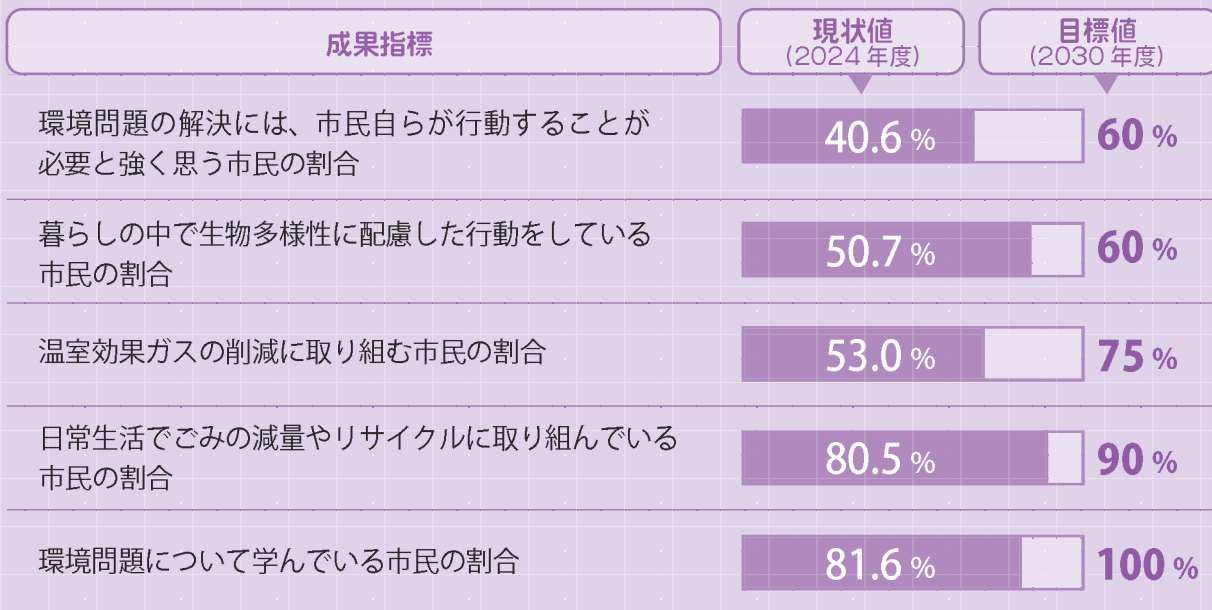 成果指標
現状値
(2024年度)
目標値
(2030年度)
環境問題の解決には、市民自らが行動することが
必要と強く思う市民の割合
40.6 %
60 %
暮らしの中で生物多様性に配慮した行動をしている
市民の割合
50.7 %
60 %
温室効果ガスの削減に取り組む市民の割合
53.0 %
75 %
日常生活でごみの減量やリサイクルに取り組んでいる
市民の割合
80.5 %
90 %
環境問題について学んでいる市民の割合
81.6 %
100 %